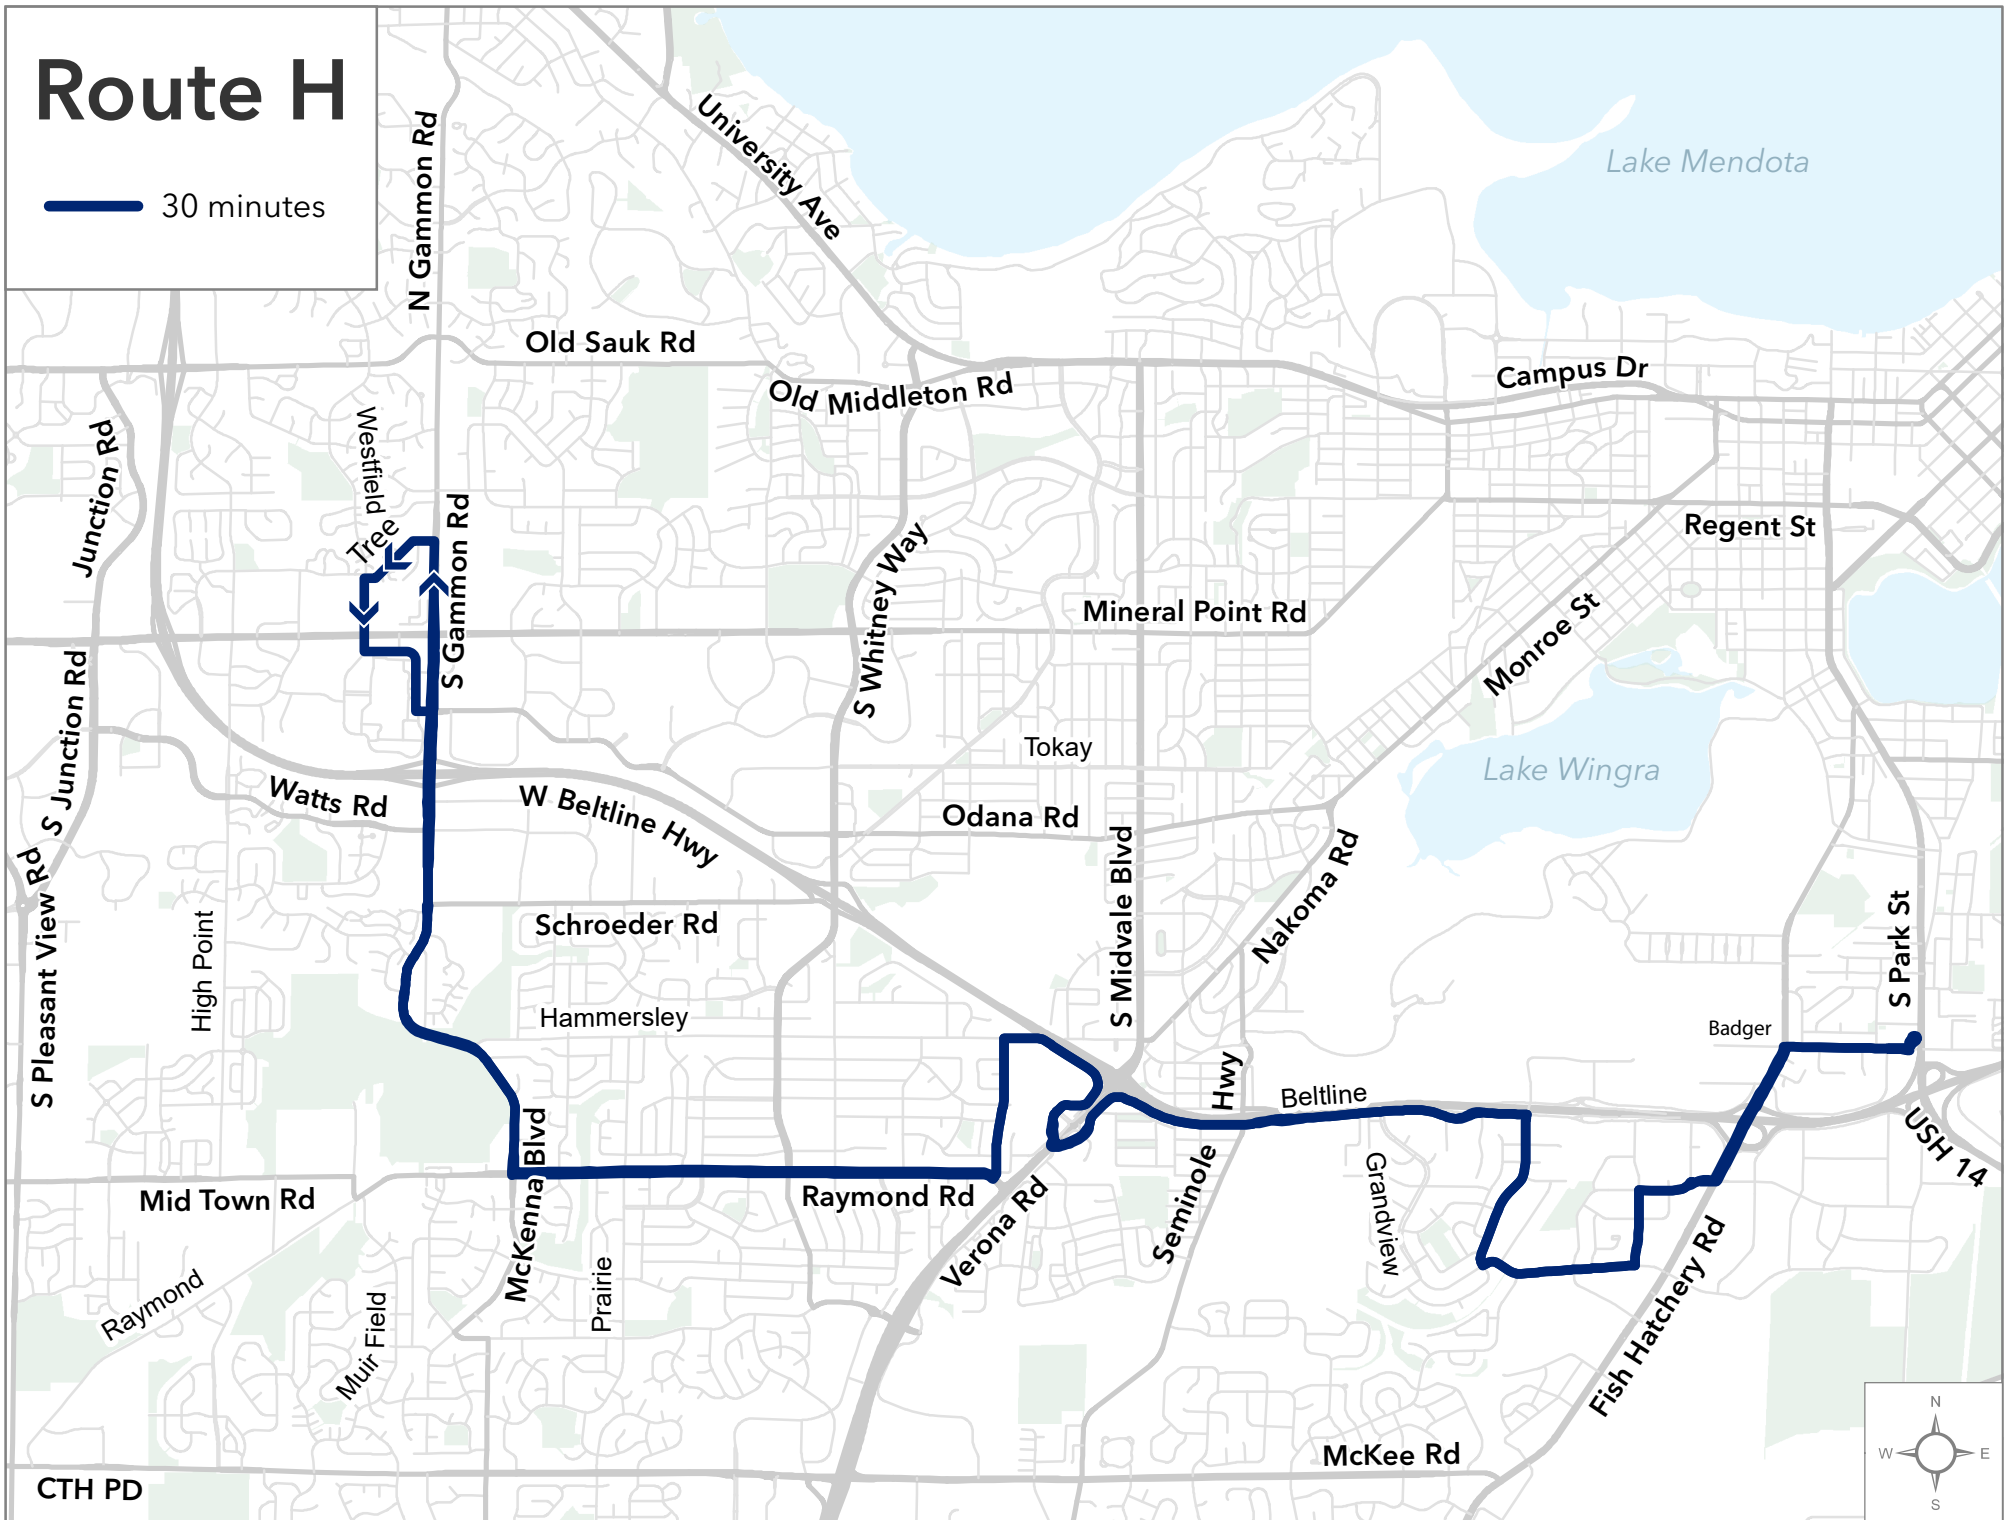 Route H
30 minutes
N Gammon Rd
University Ave
Lake Mendota
Old Sauk Rd
Old Middleton Rd
Campus Dr
Junction Rd
Westfield
Tree
S Gammon Rd
S Whitney Way
Mineral Point Rd
Regent St
Monroe St
S Junction Rd
Tokay
Lake Wingra
Watts Rd
W Beltline Hwy
Odana Rd
S Pleasant View Rd
High Point
Schroeder Rd
S Midvale Blvd
Nakoma Rd
S Park St
Hammersley
Badger
Hwy
Beltline
USH 14
Mid Town Rd
McKenna Blvd
Raymond Rd
Verona Rd
Seminole
Grandview
Raymond
Muir Field
Prairie
Fish Hatchery Rd
McKee Rd
CTH PD
N
W E
S